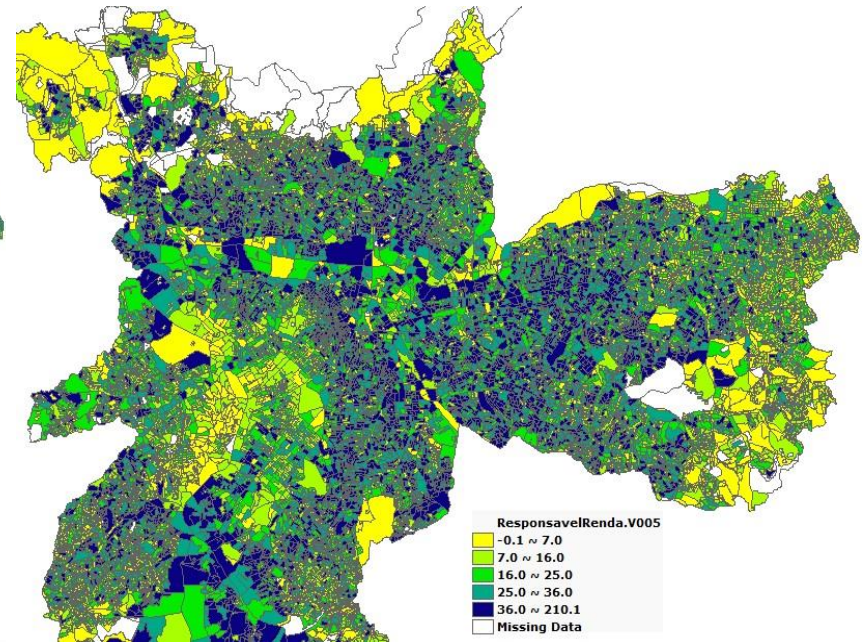 ResponsavelRenda.V005
-0.1 ~ 7.0
7.0 ~ 16.0
16.0 ~ 25.0
25.0 ~ 36.0
36.0 ~ 210.1
Missing Data